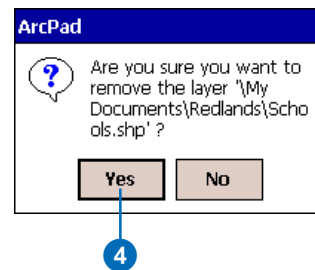 ArcPad
Are you sure you want to
remove the layer '\My
Documents\Redlands\Scho
ols.shp' ?
Yes No
4